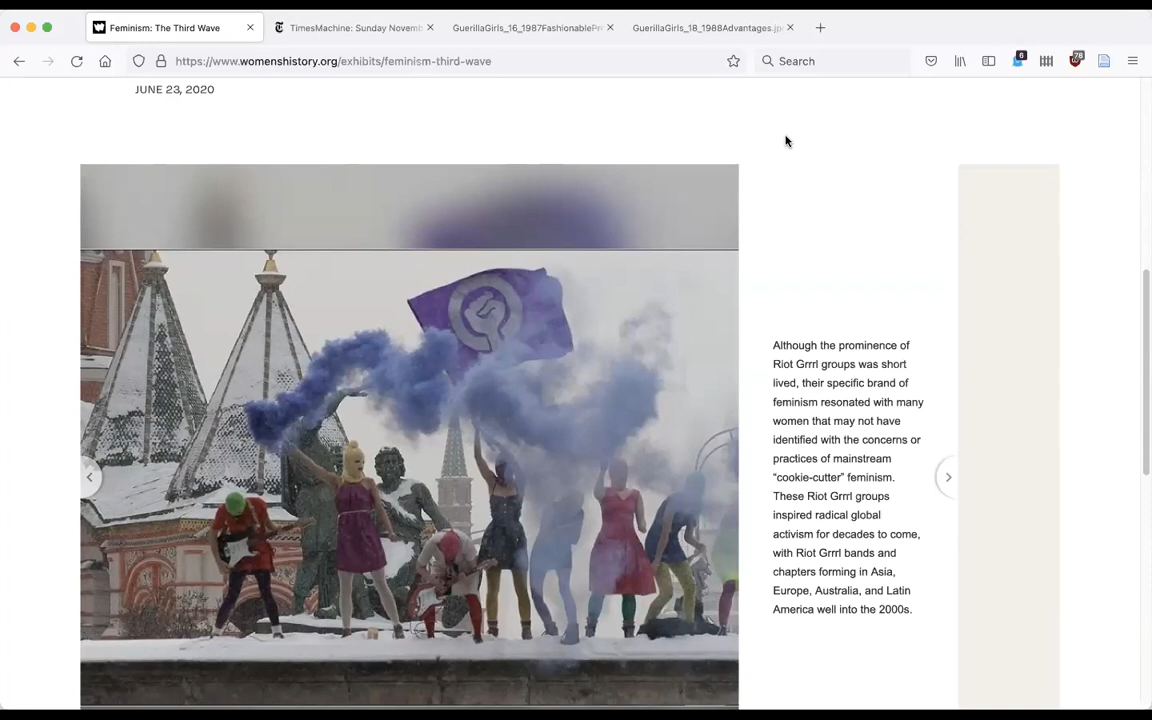 Feminism: The Third Wave
TimesMachine: Sunday Novemb
GuerillaGirls_16_1987FashionablePr
GuerillaGirls_18_1988Advantages.jp
https://www.womenshistory.org/exhibits/feminism-third-wave
Search
6
78
JUNE 23, 2020
Although the prominence of
Riot Grrrl groups was short
lived, their specific brand of
feminism resonated with many
women that may not have
identified with the concerns or
practices of mainstream
“cookie-cutter” feminism.
These Riot Grrrl groups
inspired radical global
activism for decades to come,
with Riot Grrrl bands and
chapters forming in Asia,
Europe, Australia, and Latin
America well into the 2000s.